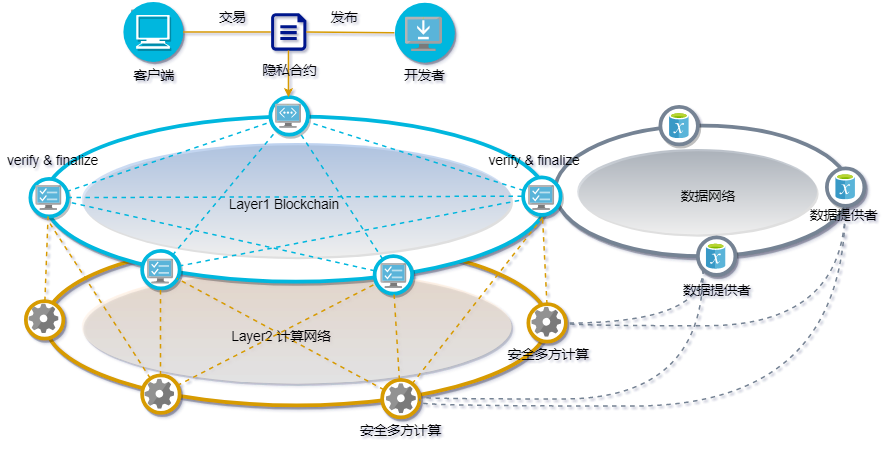 交易
发布
客户端
隐私合约
开发者
verify & finalize
verify & finalize
Layer1 Blockchain
数据网络
数据提供者
数据提供者
Layer2 计算网络
安全多方计算
安全多方计算